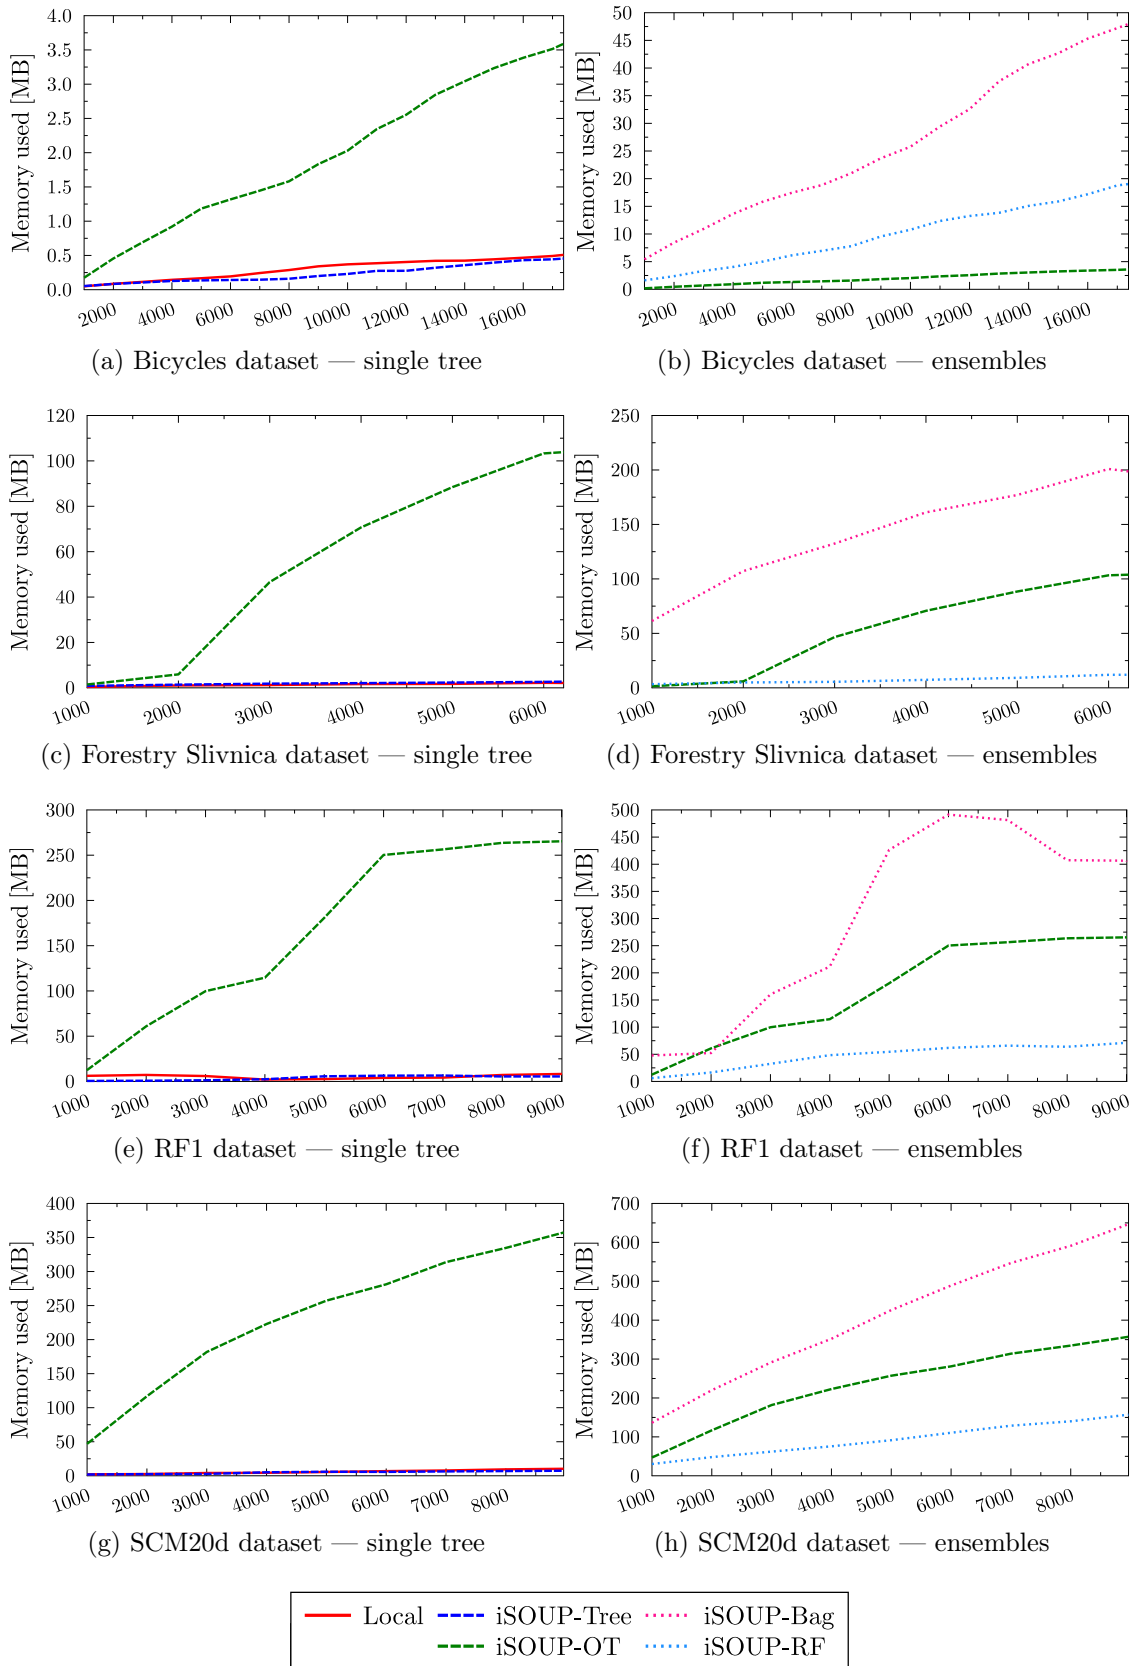 4.0
3.5
3.0
2.5
2.0
1.5
1.0
0.5
0.0
Memory used [MB]
2000 4000 6000 8000 10000 12000 14000 16000
(a) Bicycles dataset — single tree
50
45
40
35
30
25
20
15
10
5
0
Memory used [MB]
2000 4000 6000 8000 10000 12000 14000 16000
(b) Bicycles dataset — ensembles
120
100
80
60
40
20
0
Memory used [MB]
1000 2000 3000 4000 5000 6000
(c) Forestry Slivnica dataset — single tree
250
200
150
100
50
0
Memory used [MB]
1000 2000 3000 4000 5000 6000
(d) Forestry Slivnica dataset — ensembles
300
250
200
150
100
50
0
Memory used [MB]
1000 2000 3000 4000 5000 6000 7000 8000 9000
(e) RF1 dataset — single tree
500
450
400
350
300
250
200
150
100
50
0
Memory used [MB]
1000 2000 3000 4000 5000 6000 7000 8000 9000
(f) RF1 dataset — ensembles
400
350
300
250
200
150
100
50
0
Memory used [MB]
1000 2000 3000 4000 5000 6000 7000 8000
(g) SCM20d dataset — single tree
700
600
500
400
300
200
100
0
Memory used [MB]
1000 2000 3000 4000 5000 6000 7000 8000
(h) SCM20d dataset — ensembles
Local iSOUP-Tree iSOUP-Bag
iSOUP-OT iSOUP-RF